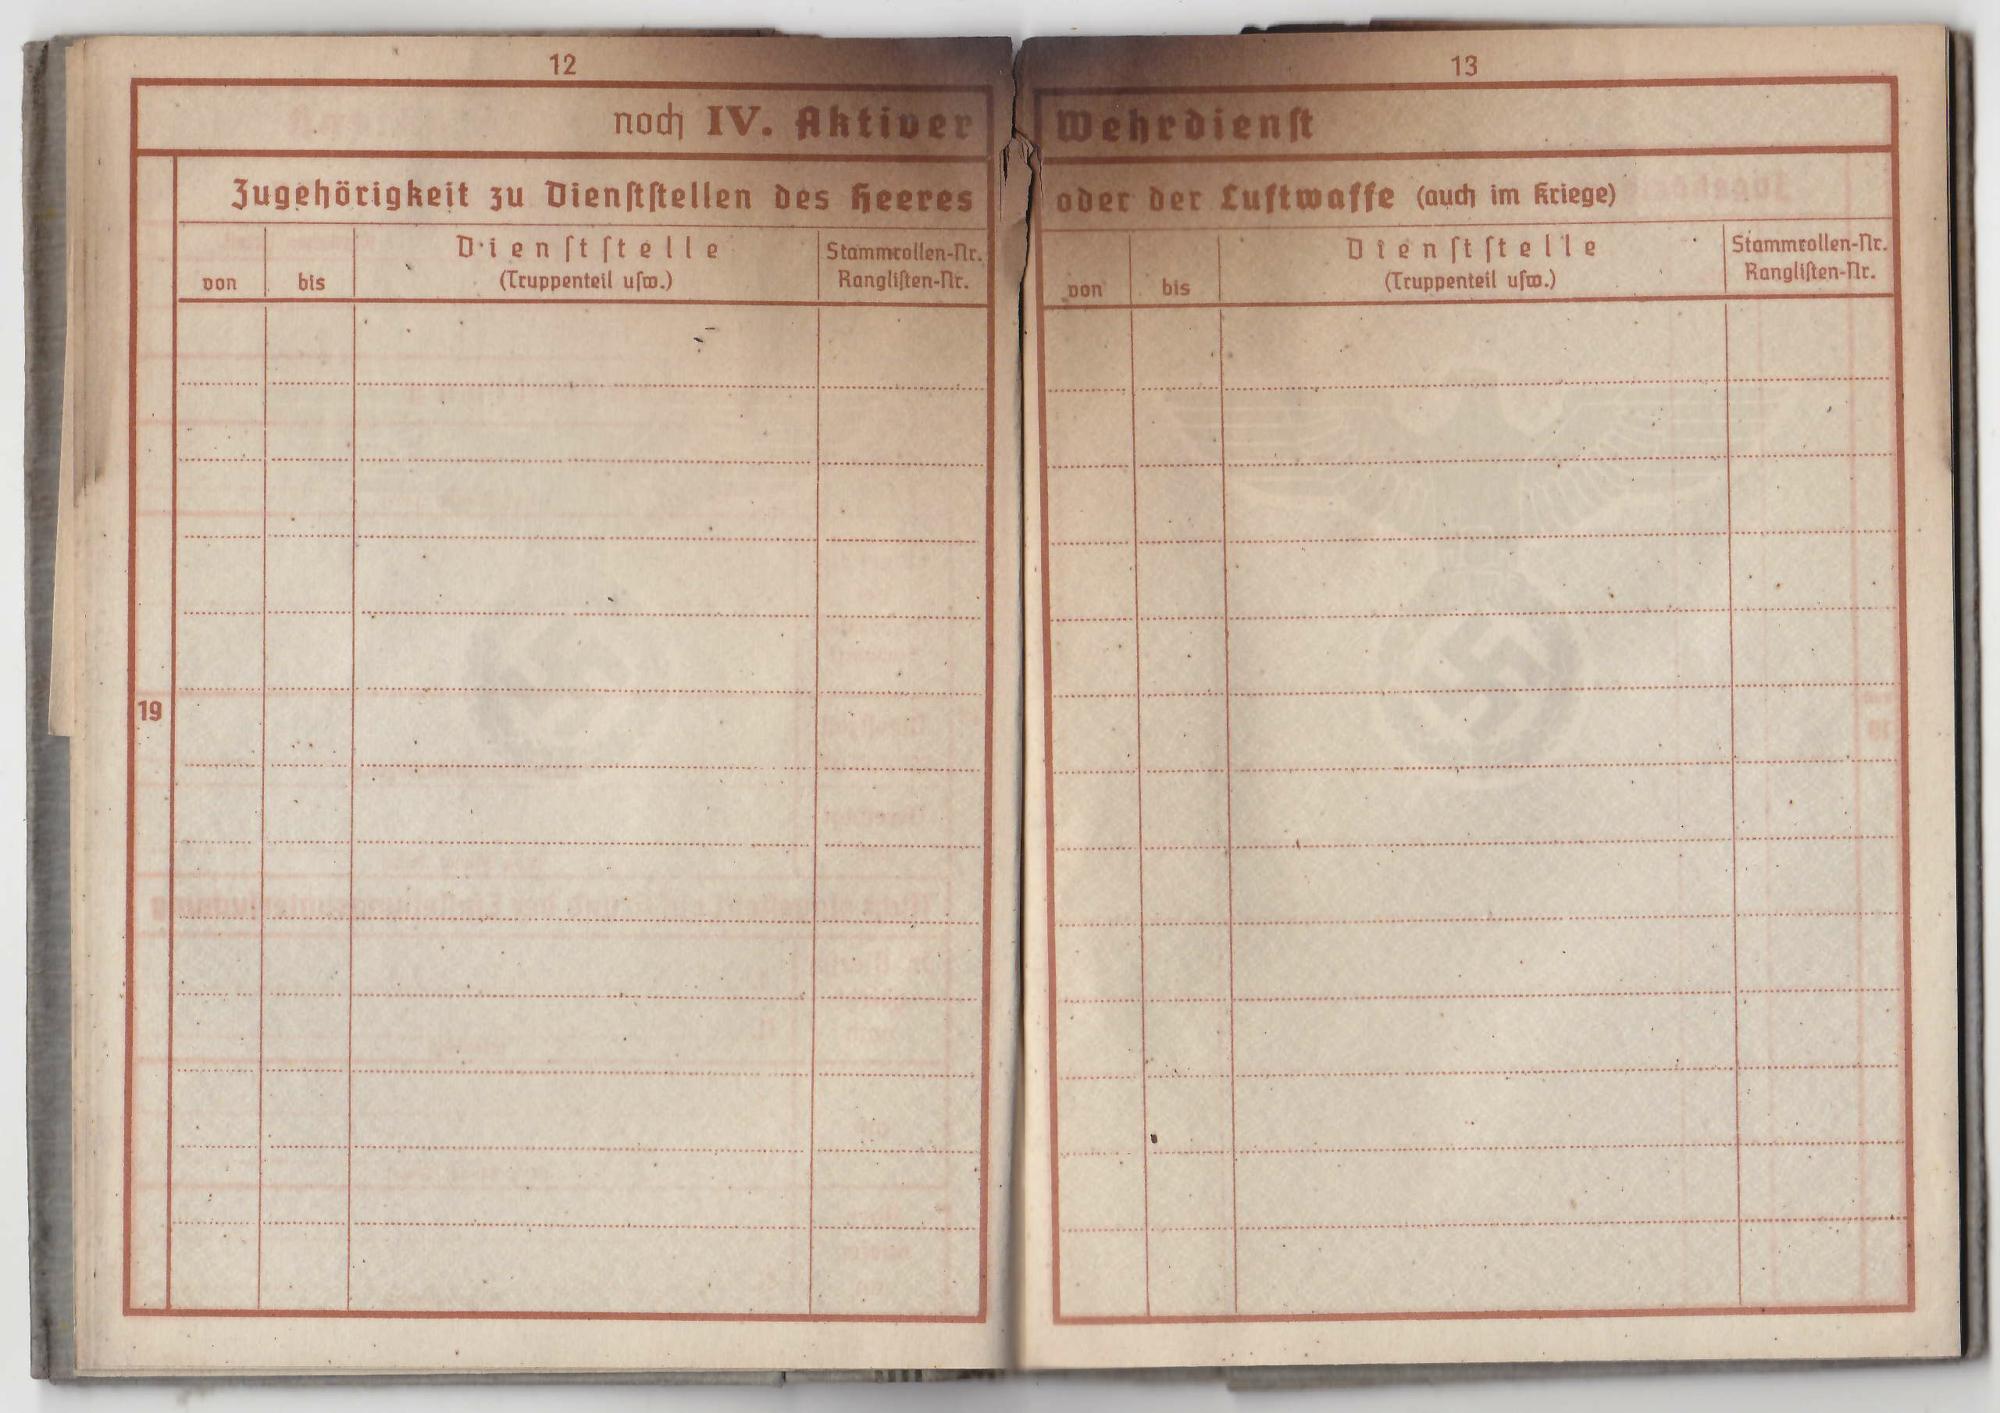 12
noch IV. Aktiver
Zugehörigkeit zu Dienſtſtellen des Heeres
von
bis
Dienſtſtelle
(Truppenteil uſw.)
Stammrollen-Nr.
Rangliſten-Nr.
19
13
Wehrdienſt
oder der Luftwaffe (auch im Kriege)
von
bis
Dienſtſtelle
(Truppenteil uſw.)
Stammrollen-Nr.
Rangliſten-Nr.